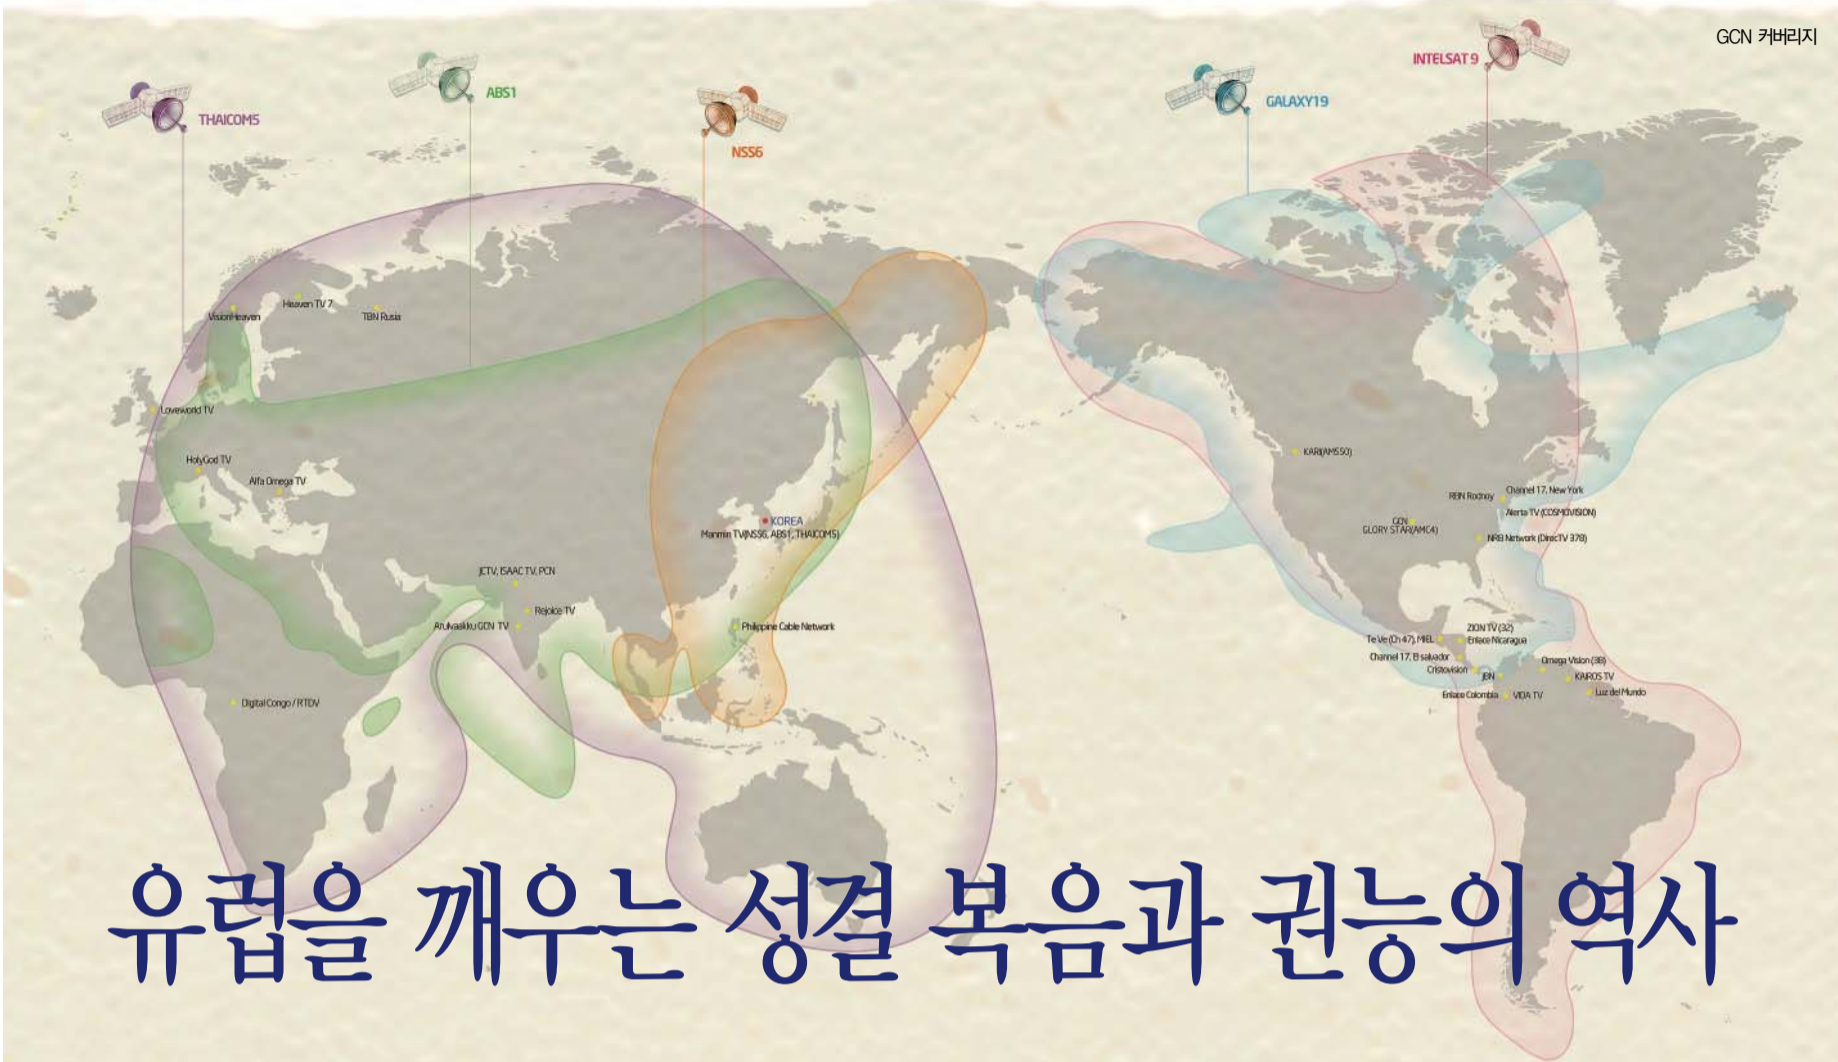 GCN 커버리지
INTELSAT 9
ABS1
GALAXY19
THAICOM5
NSS6
Heaven TV 7
VisionHeaven
TBN Rusia
Loveworld TV
HolyGod TV
Alfa Omega TV
KOREA
Manmin TV(NSS6, ABS1, THAICOM5)
JCTV, ISAAC TV, PCN
Rejoice TV
Arulvaakku GCN TV
Philippine Cable Network
Digital Congo / RTDV
KARI(AMS50)
RBN Rodnoy
Channel 17, New York
Alerta TV (COSMOVISION)
GCN
GLORY STAR(AMC4)
NRB Network (DirecTV 378)
ZION TV (32)
Te Ve (Ch 47), MIEL
Enlace Nicaragua
Channel 17, El salvador
Omega Vision (38)
Cristovision
JBN
KAIROS TV
Enlace Colombia
VIDA TV
Luz del Mundo
유럽을 깨우는 성결 복음과 권능의 역사